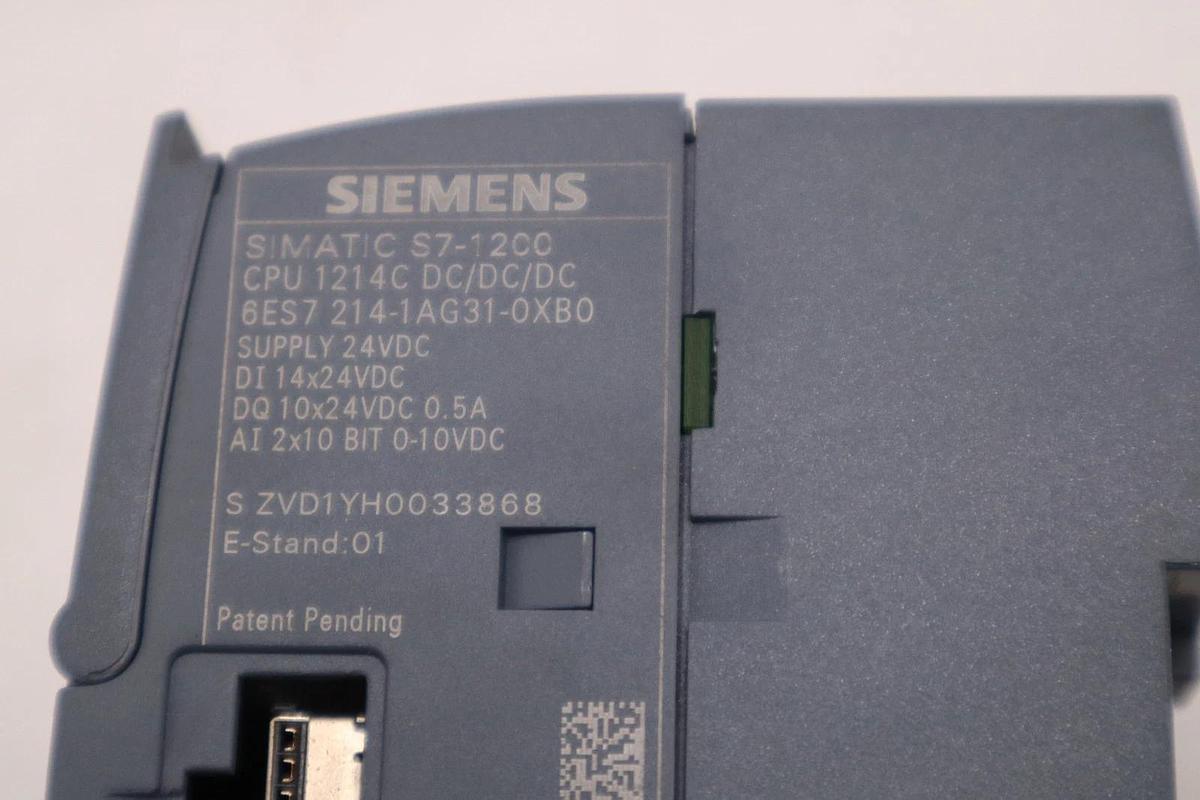 SIEMENS
SIMATIC S7-1200
CPU 1214C DC/DC/DC
6ES7 214-1AG31-0XB0
SUPPLY 24VDC
DI 14x24VDC
DQ 10x24VDC 0.5A
AI 2x10 BIT 0-10VDC
S ZVD1YH0033868
E-Stand:01
Patent Pending